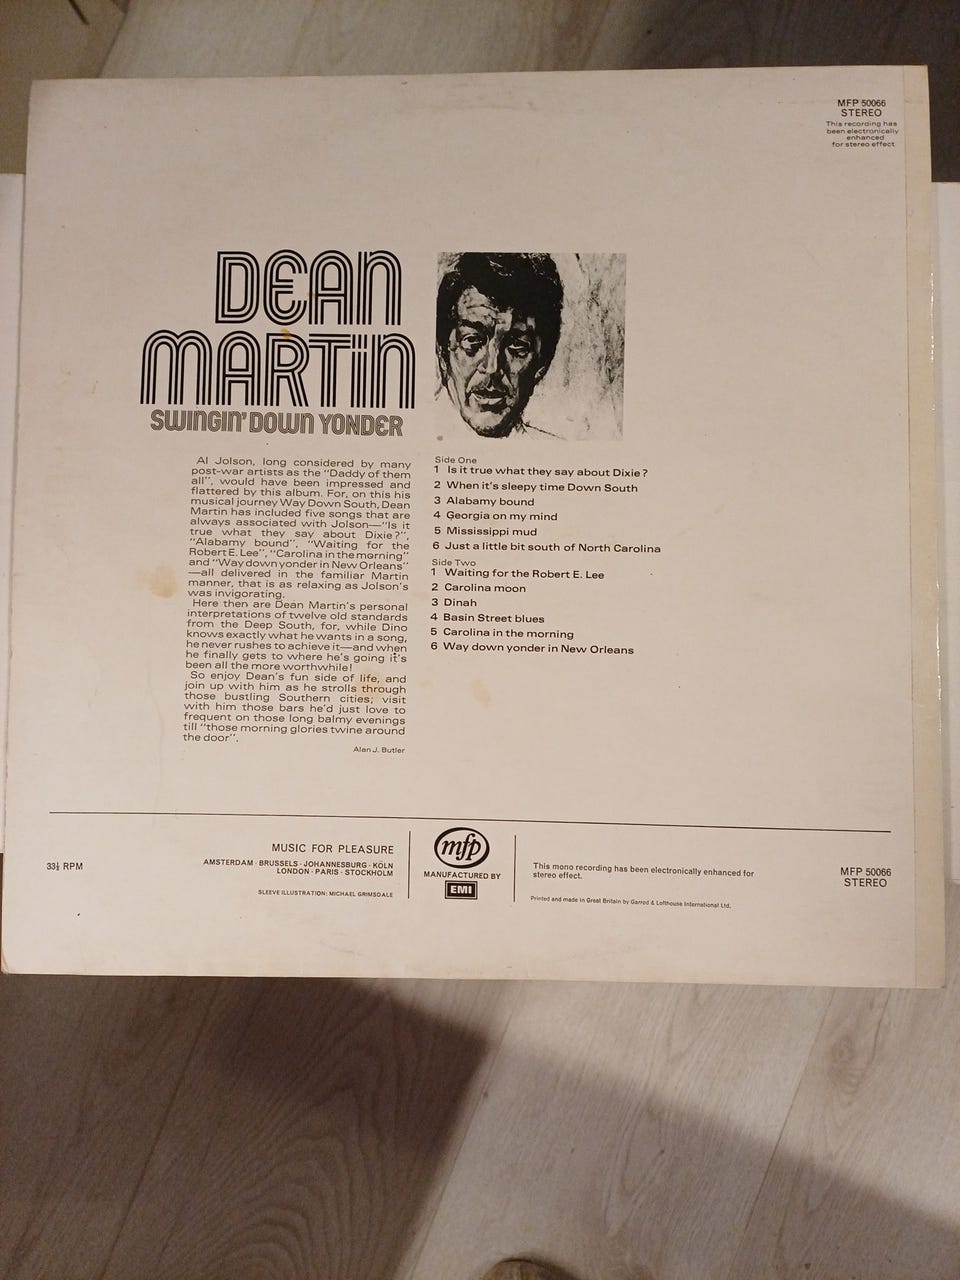 MFP 50066
STEREO
This recording has
been electronically
enhanced
for stereo effect
DEAN
MARTIN
SWINGIN' DOWN YONDER
Al Jolson, long considered by many
post-war artists as the "Daddy of them
all", would have been impressed and
flattered by this album. For, on this his
musical journey Way Down South, Dean
Martin has included five songs that are
always associated with Jolson—"Is it
true what they say about Dixie?",
"Alabamy bound", "Waiting for the
Robert E. Lee", "Carolina in the morning"
and "Way down yonder in New Orleans"
—all delivered in the familiar Martin
manner, that is as relaxing as Jolson's
was invigorating.
Here then are Dean Martin's personal
interpretations of twelve old standards
from the Deep South, for, while Dino
knows exactly what he wants in a song,
he never rushes to achieve it—and when
he finally gets to where he's going it's
been all the more worthwhile!
So enjoy Dean's fun side of life, and
join up with him as he strolls through
those bustling Southern cities; visit
with him those bars he'd just love to
frequent on those long balmy evenings
till "those morning glories twine around
the door".
Alan J. Butler
Side One
1 Is it true what they say about Dixie?
2 When it's sleepy time Down South
3 Alabamy bound
4 Georgia on my mind
5 Mississippi mud
6 Just a little bit south of North Carolina
Side Two
1 Waiting for the Robert E. Lee
2 Carolina moon
3 Dinah
4 Basin Street blues
5 Carolina in the morning
6 Way down yonder in New Orleans
33⅓ RPM
MUSIC FOR PLEASURE
AMSTERDAM · BRUSSELS · JOHANNESBURG · KÖLN
LONDON · PARIS · STOCKHOLM
SLEEVE ILLUSTRATION: MICHAEL GRIMSDALE
mfp
MANUFACTURED BY
EMI
This mono recording has been electronically enhanced for
stereo effect.
Printed and made in Great Britain by Garrod & Lofthouse International Ltd.
MFP 50066
STEREO